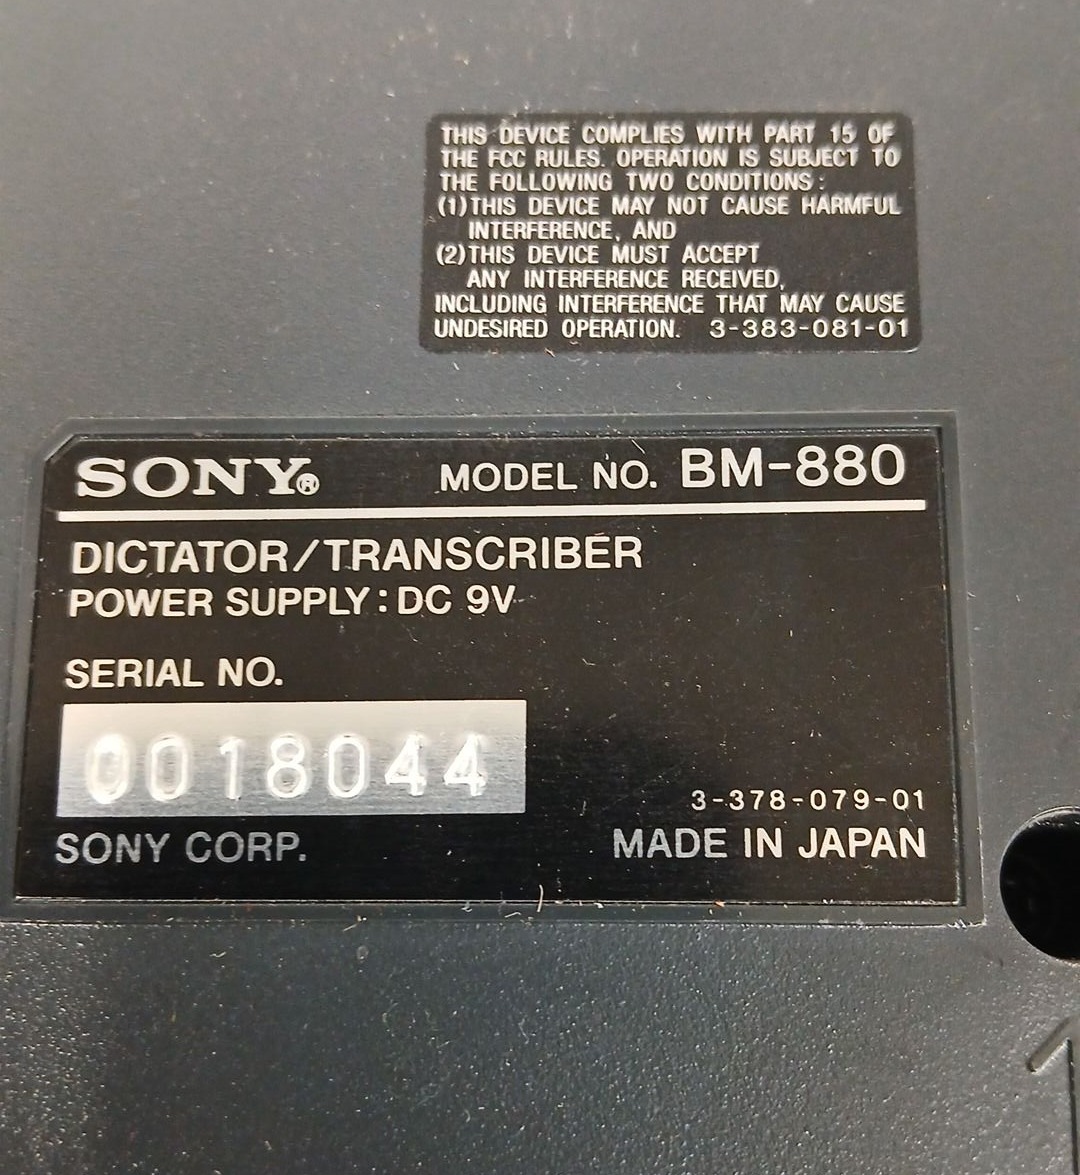 THIS DEVICE COMPLIES WITH PART 15 OF
THE FCC RULES. OPERATION IS SUBJECT TO
THE FOLLOWING TWO CONDITIONS:
(1)THIS DEVICE MAY NOT CAUSE HARMFUL
INTERFERENCE, AND
(2)THIS DEVICE MUST ACCEPT
ANY INTERFERENCE RECEIVED,
INCLUDING INTERFERENCE THAT MAY CAUSE
UNDESIRED OPERATION. 3-383-081-01
SONY® MODEL NO. BM-880
DICTATOR/TRANSCRIBER
POWER SUPPLY: DC 9V
SERIAL NO.
0018044
3-378-079-01
SONY CORP. MADE IN JAPAN